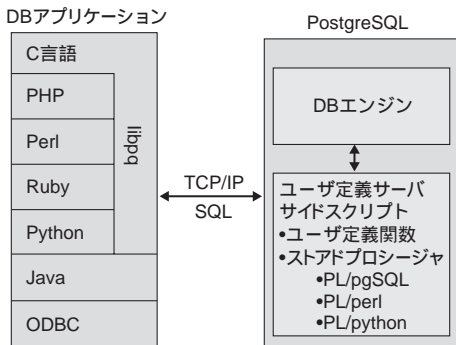 DBアプリケーション
C言語
PHP
Perl
Ruby
Python
Java
ODBC
libpq
TCP/IP
SQL
PostgreSQL
DBエンジン
ユーザ定義サーバ
サイドスクリプト
•ユーザ定義関数
•ストアドプロシージャ
•PL/pgSQL
•PL/perl
•PL/python